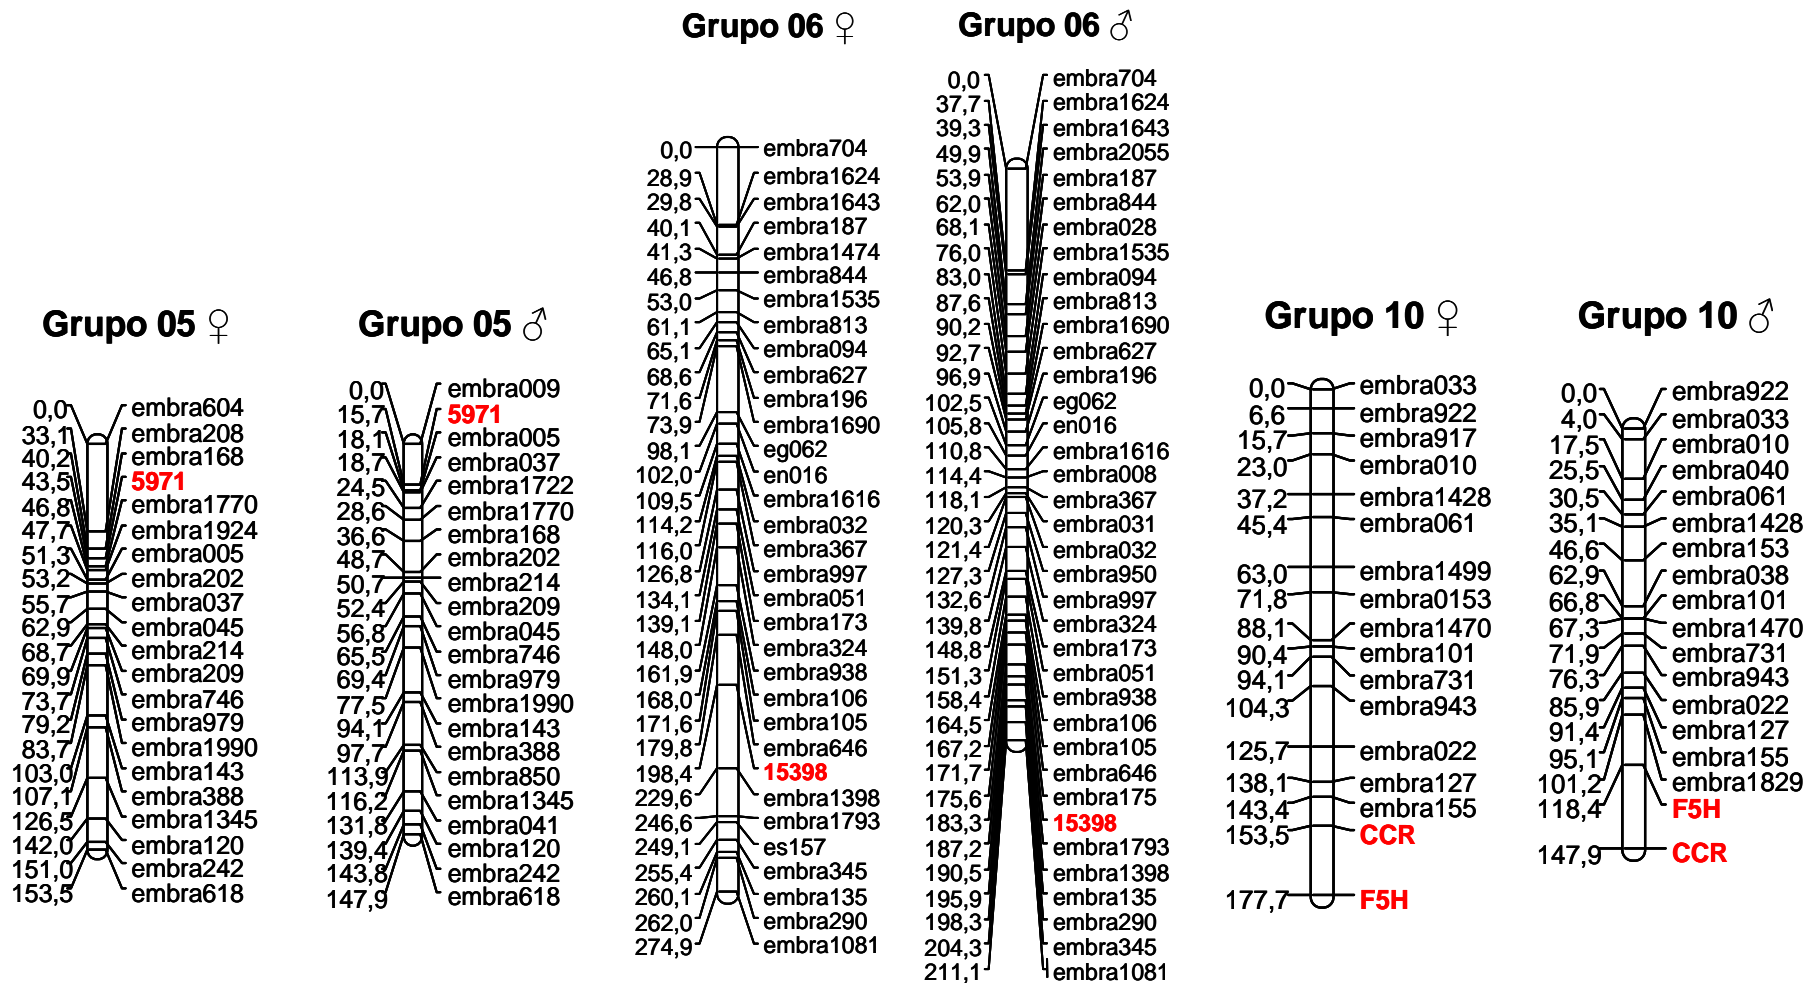 Grupo 05 ♀
0,0 embra604
33,1 embra208
40,2 embra168
43,5 5971
46,8 embra1770
47,7 embra1924
51,3 embra005
53,2 embra202
55,7 embra037
62,9 embra045
68,7 embra214
69,9 embra209
73,7 embra746
79,2 embra979
83,7 embra1990
103,0 embra143
107,1 embra388
126,5 embra1345
142,0 embra120
151,0 embra242
153,5 embra618
Grupo 05 ♂
0,0 embra009
15,7 5971
18,1 embra005
18,7 embra037
24,5 embra1722
28,6 embra1770
36,6 embra168
48,7 embra202
50,7 embra214
52,4 embra209
56,8 embra045
65,5 embra746
69,4 embra979
77,5 embra1990
94,1 embra143
97,7 embra388
113,9 embra850
116,2 embra1345
131,8 embra041
139,4 embra120
143,8 embra242
147,9 embra618
Grupo 06 ♀
0,0 embra704
28,9 embra1624
29,8 embra1643
40,1 embra187
41,3 embra1474
46,8 embra844
53,0 embra1535
61,1 embra813
65,1 embra094
68,6 embra627
71,6 embra196
73,9 embra1690
98,1 eg062
102,0 en016
109,5 embra1616
114,2 embra032
116,0 embra367
126,8 embra997
134,1 embra051
139,1 embra173
148,0 embra324
161,9 embra938
168,0 embra106
171,6 embra105
179,8 embra646
198,4 15398
229,6 embra1398
246,6 embra1793
249,1 es157
255,4 embra345
260,1 embra135
262,0 embra290
274,9 embra1081
Grupo 06 ♂
0,0 embra704
37,7 embra1624
39,3 embra1643
49,9 embra2055
53,9 embra187
62,0 embra844
68,1 embra028
76,0 embra1535
83,0 embra094
87,6 embra813
90,2 embra1690
92,7 embra627
96,9 embra196
102,5 eg062
105,8 en016
110,8 embra1616
114,4 embra008
118,1 embra367
120,3 embra031
121,4 embra032
127,3 embra950
132,6 embra997
139,8 embra324
148,8 embra173
151,3 embra051
158,4 embra938
164,5 embra106
167,2 embra105
171,7 embra646
175,6 embra175
183,3 15398
187,2 embra1793
190,5 embra1398
195,9 embra135
198,3 embra290
204,3 embra345
211,1 embra1081
Grupo 10 ♀
0,0 embra033
6,6 embra922
15,7 embra917
23,0 embra010
37,2 embra1428
45,4 embra061
63,0 embra1499
71,8 embra0153
88,1 embra1470
90,4 embra101
94,1 embra731
104,3 embra943
125,7 embra022
138,1 embra127
143,4 embra155
153,5 CCR
177,7 F5H
Grupo 10 ♂
0,0 embra922
4,0 embra033
17,5 embra010
25,5 embra040
30,5 embra061
35,1 embra1428
46,6 embra153
62,9 embra038
66,8 embra101
67,3 embra1470
71,9 embra731
76,3 embra943
85,9 embra022
91,4 embra127
95,1 embra155
101,2 embra1829
118,4 F5H
147,9 CCR